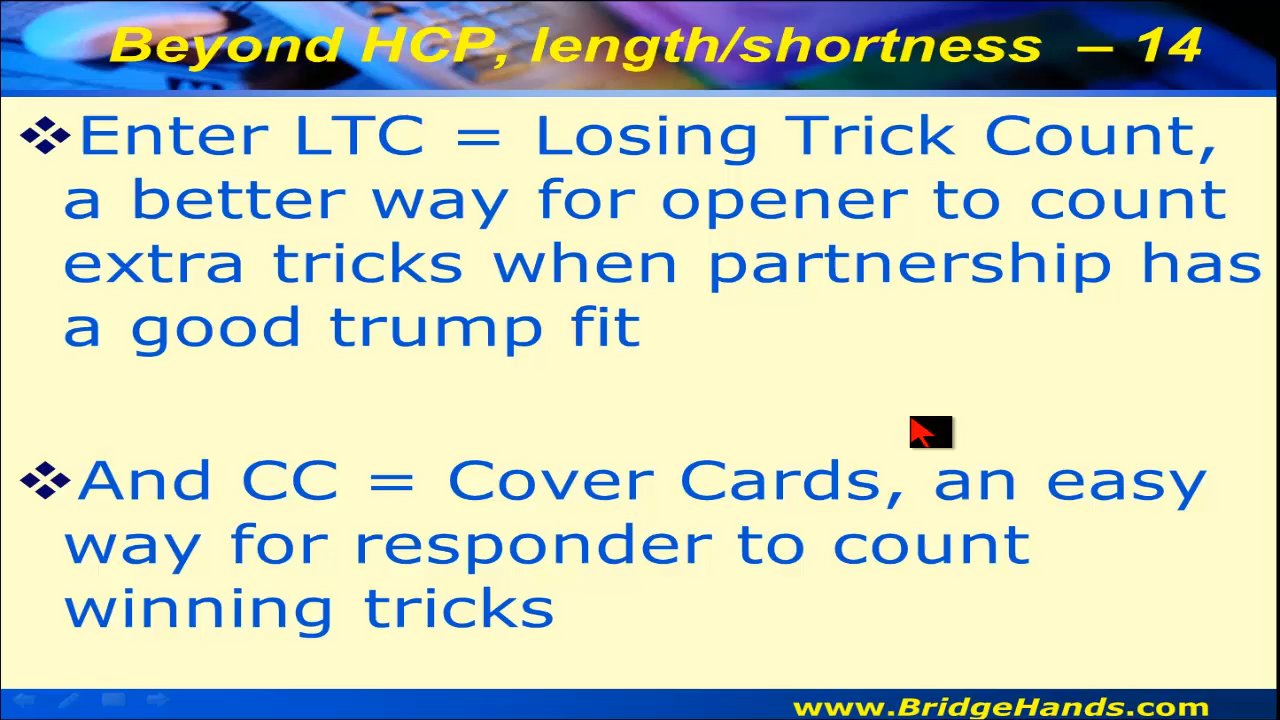 Beyond HCP, length/shortness – 14
Enter LTC = Losing Trick Count,
a better way for opener to count
extra tricks when partnership has
a good trump fit
And CC = Cover Cards, an easy
way for responder to count
winning tricks
www.BridgeHands.com